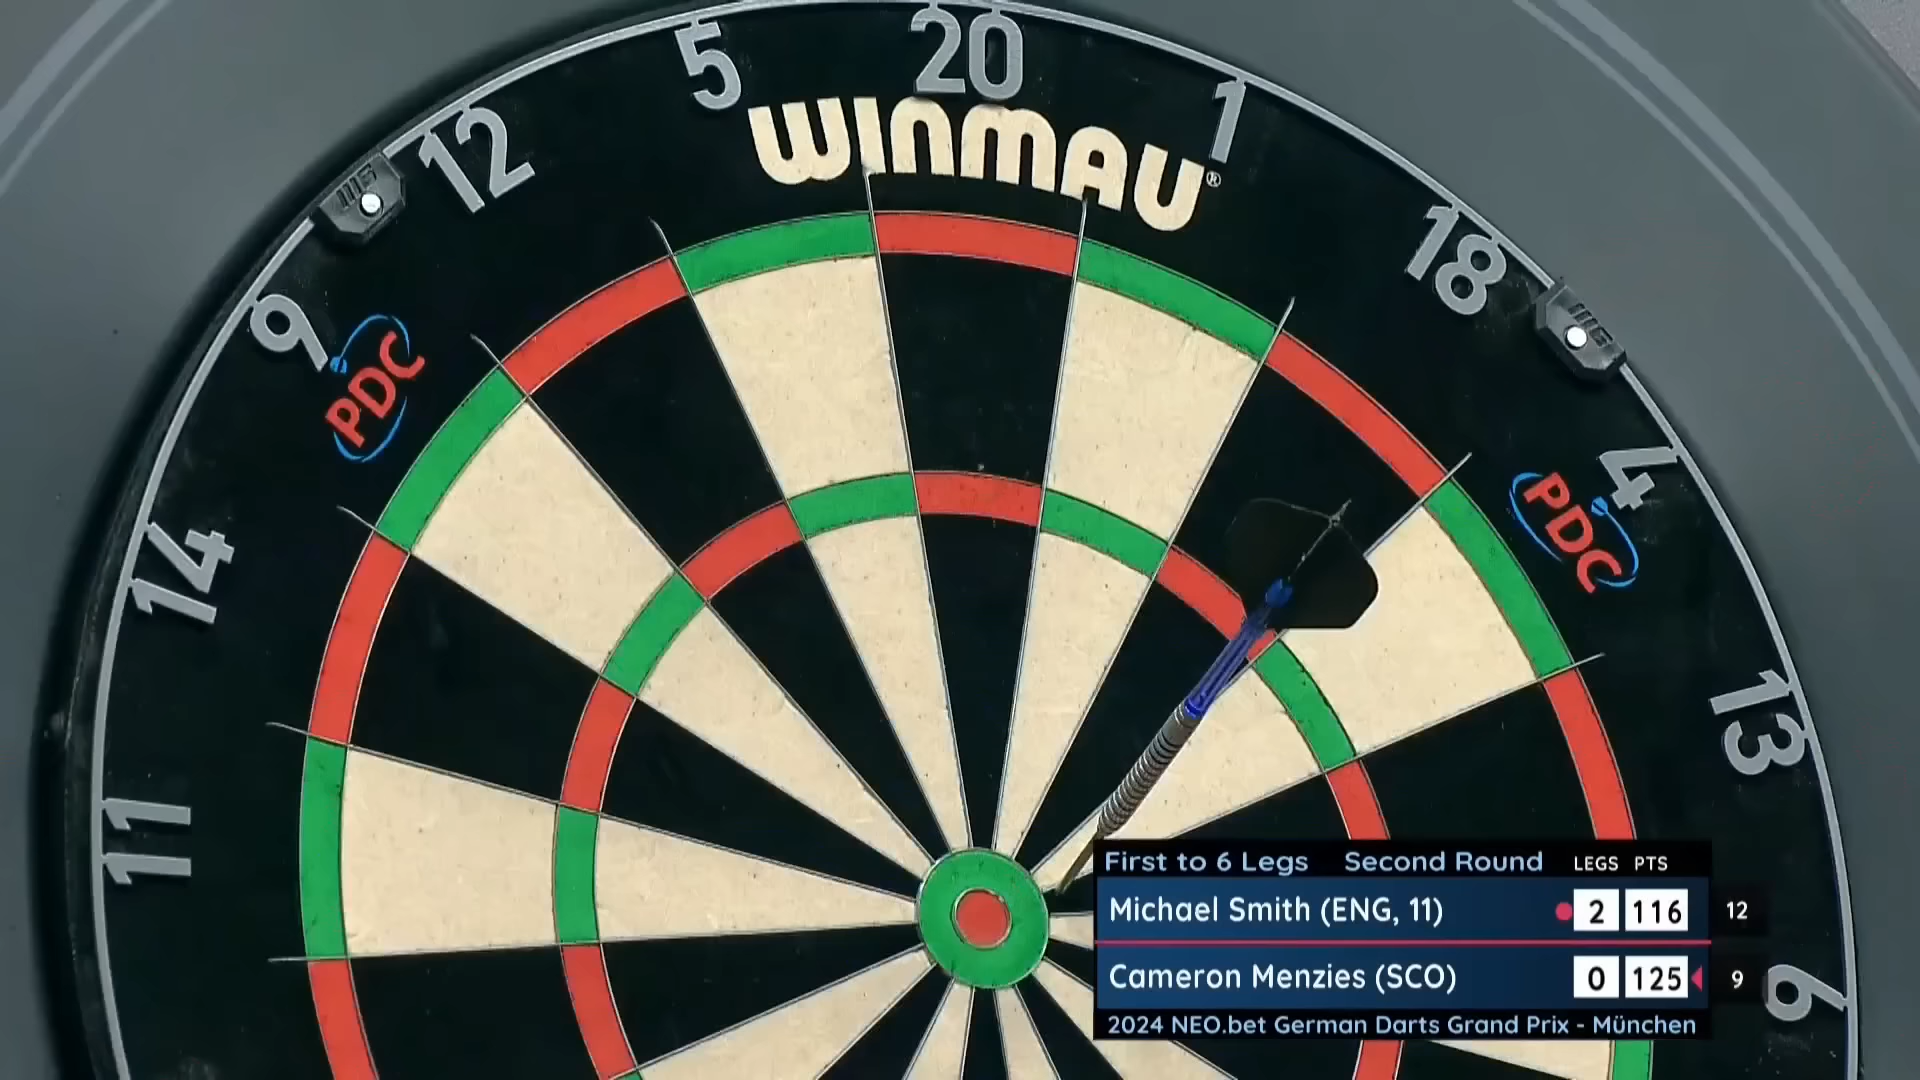 5 20 1
12 18
WINMAU®
9 4
PDC
PDC
14 13
11 6
First to 6 Legs Second Round LEGS PTS
Michael Smith (ENG, 11) 2 116 12
Cameron Menzies (SCO) 0 125 9
2024 NEO.bet German Darts Grand Prix - München